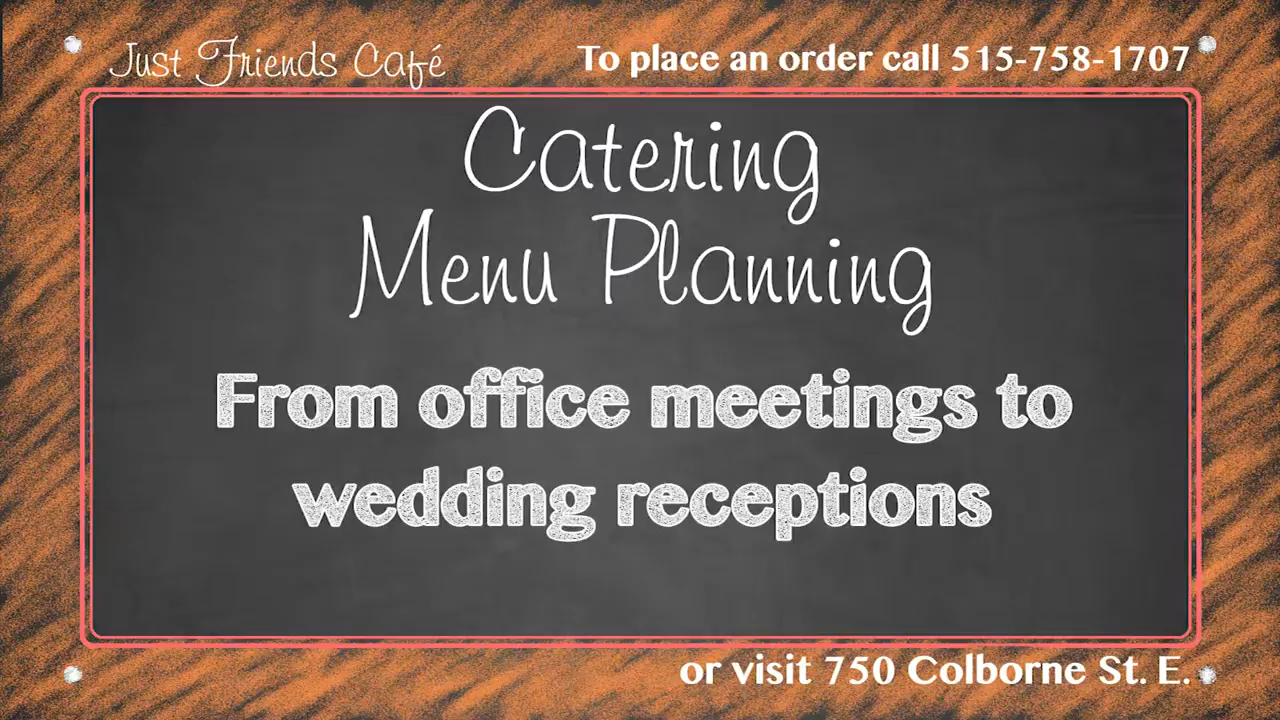 Just Friends Café
To place an order call 515-758-1707
Catering
Menu Planning
From office meetings to
wedding receptions
or visit 750 Colborne St. E.